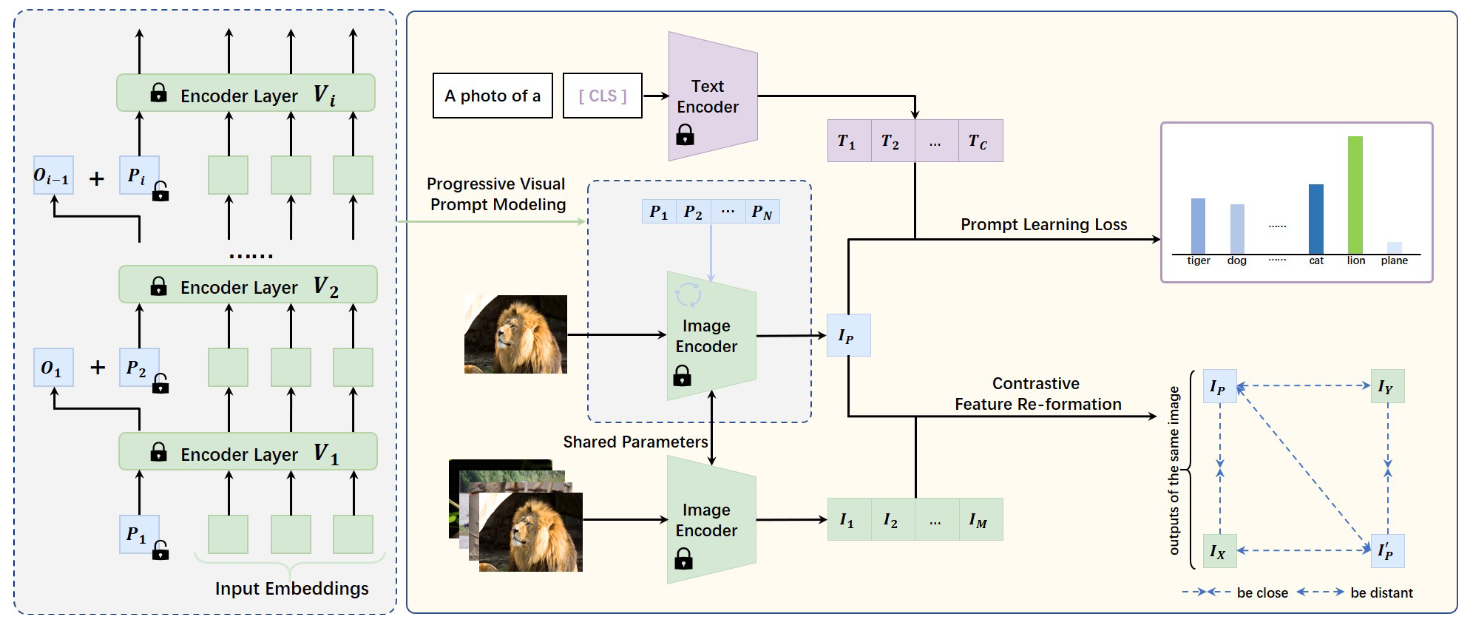 Encoder Layer V_i
O_{i-1} + P_i
......
Encoder Layer V_2
O_1 + P_2
Encoder Layer V_1
P_1
Input Embeddings
Progressive Visual
Prompt Modeling
A photo of a [ CLS ]
Text
Encoder
T_1 T_2 ... T_C
P_1 P_2 ... P_N
Image
Encoder
I_P
Shared Parameters
Image
Encoder
I_1 I_2 ... I_M
Prompt Learning Loss
......
tiger dog ...... cat lion plane
Contrastive
Feature Re-formation
outputs of the same image
I_P I_Y
I_X I'_P
be close be distant